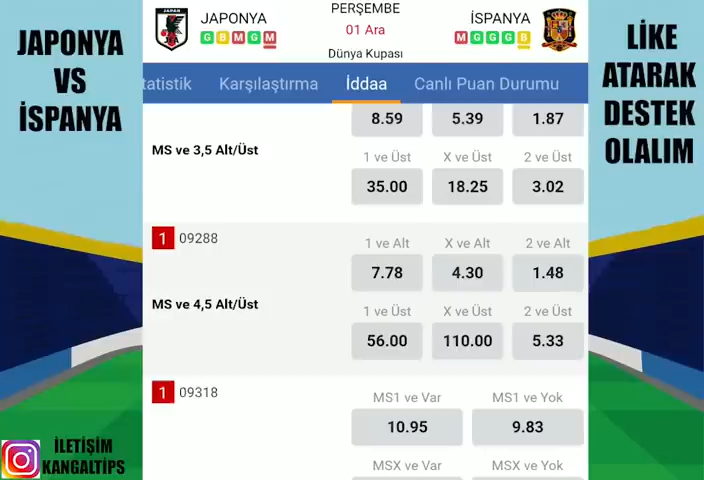 JAPONYA
VS
İSPANYA
JAPAN
JFA
JAPONYA
G B M G M
PERŞEMBE
01 Ara
Dünya Kupası
İSPANYA
M G G G B
LİKE
ATARAK
DESTEK
OLALIM
tatistik Karşılaştırma İddaa Canlı Puan Durumu
8.59 5.39 1.87
MS ve 3,5 Alt/Üst
1 ve Üst X ve Üst 2 ve Üst
35.00 18.25 3.02
1 09288
1 ve Alt X ve Alt 2 ve Alt
7.78 4.30 1.48
MS ve 4,5 Alt/Üst
1 ve Üst X ve Üst 2 ve Üst
56.00 110.00 5.33
1 09318
MS1 ve Var MS1 ve Yok
10.95 9.83
MSX ve Var MSX ve Yok
İLETİŞİM
KANGALTİPS